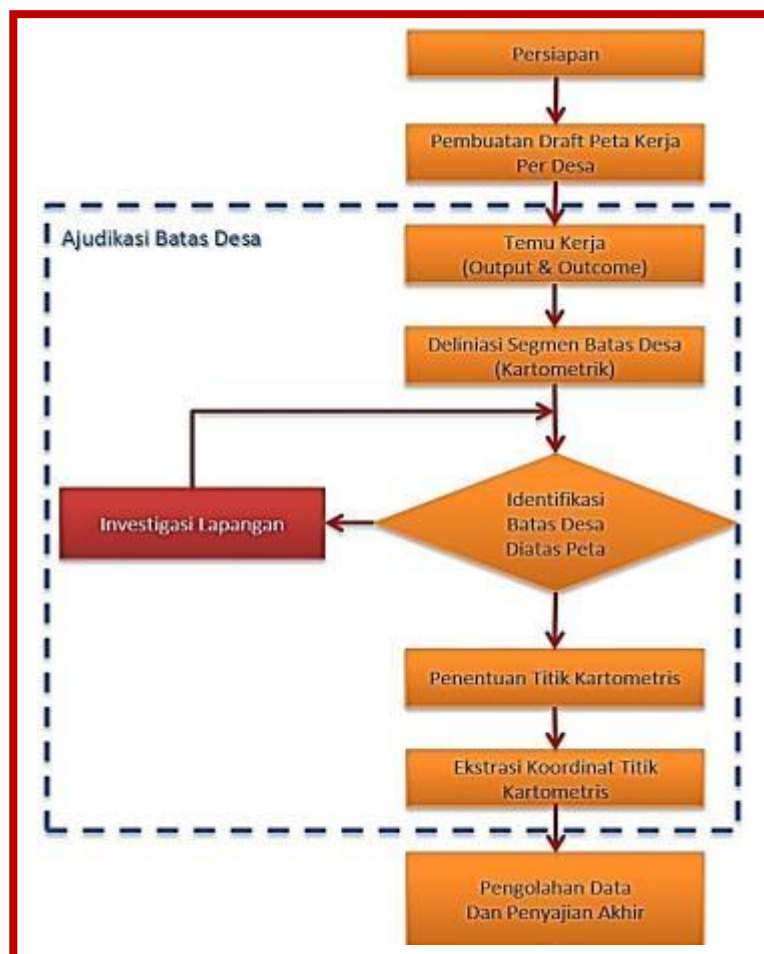 Persiapan
Pembuatan Draft Peta Kerja
Per Desa
Ajudikasi Batas Desa
Temu Kerja
(Output & Outcome)
Deliniasi Segmen Batas Desa
(Kartometrik)
Identifikasi
Batas Desa
Diatas Peta
Investigasi Lapangan
Penentuan Titik Kartometris
Ekstrasi Koordinat Titik
Kartometris
Pengolahan Data
Dan Penyajian Akhir